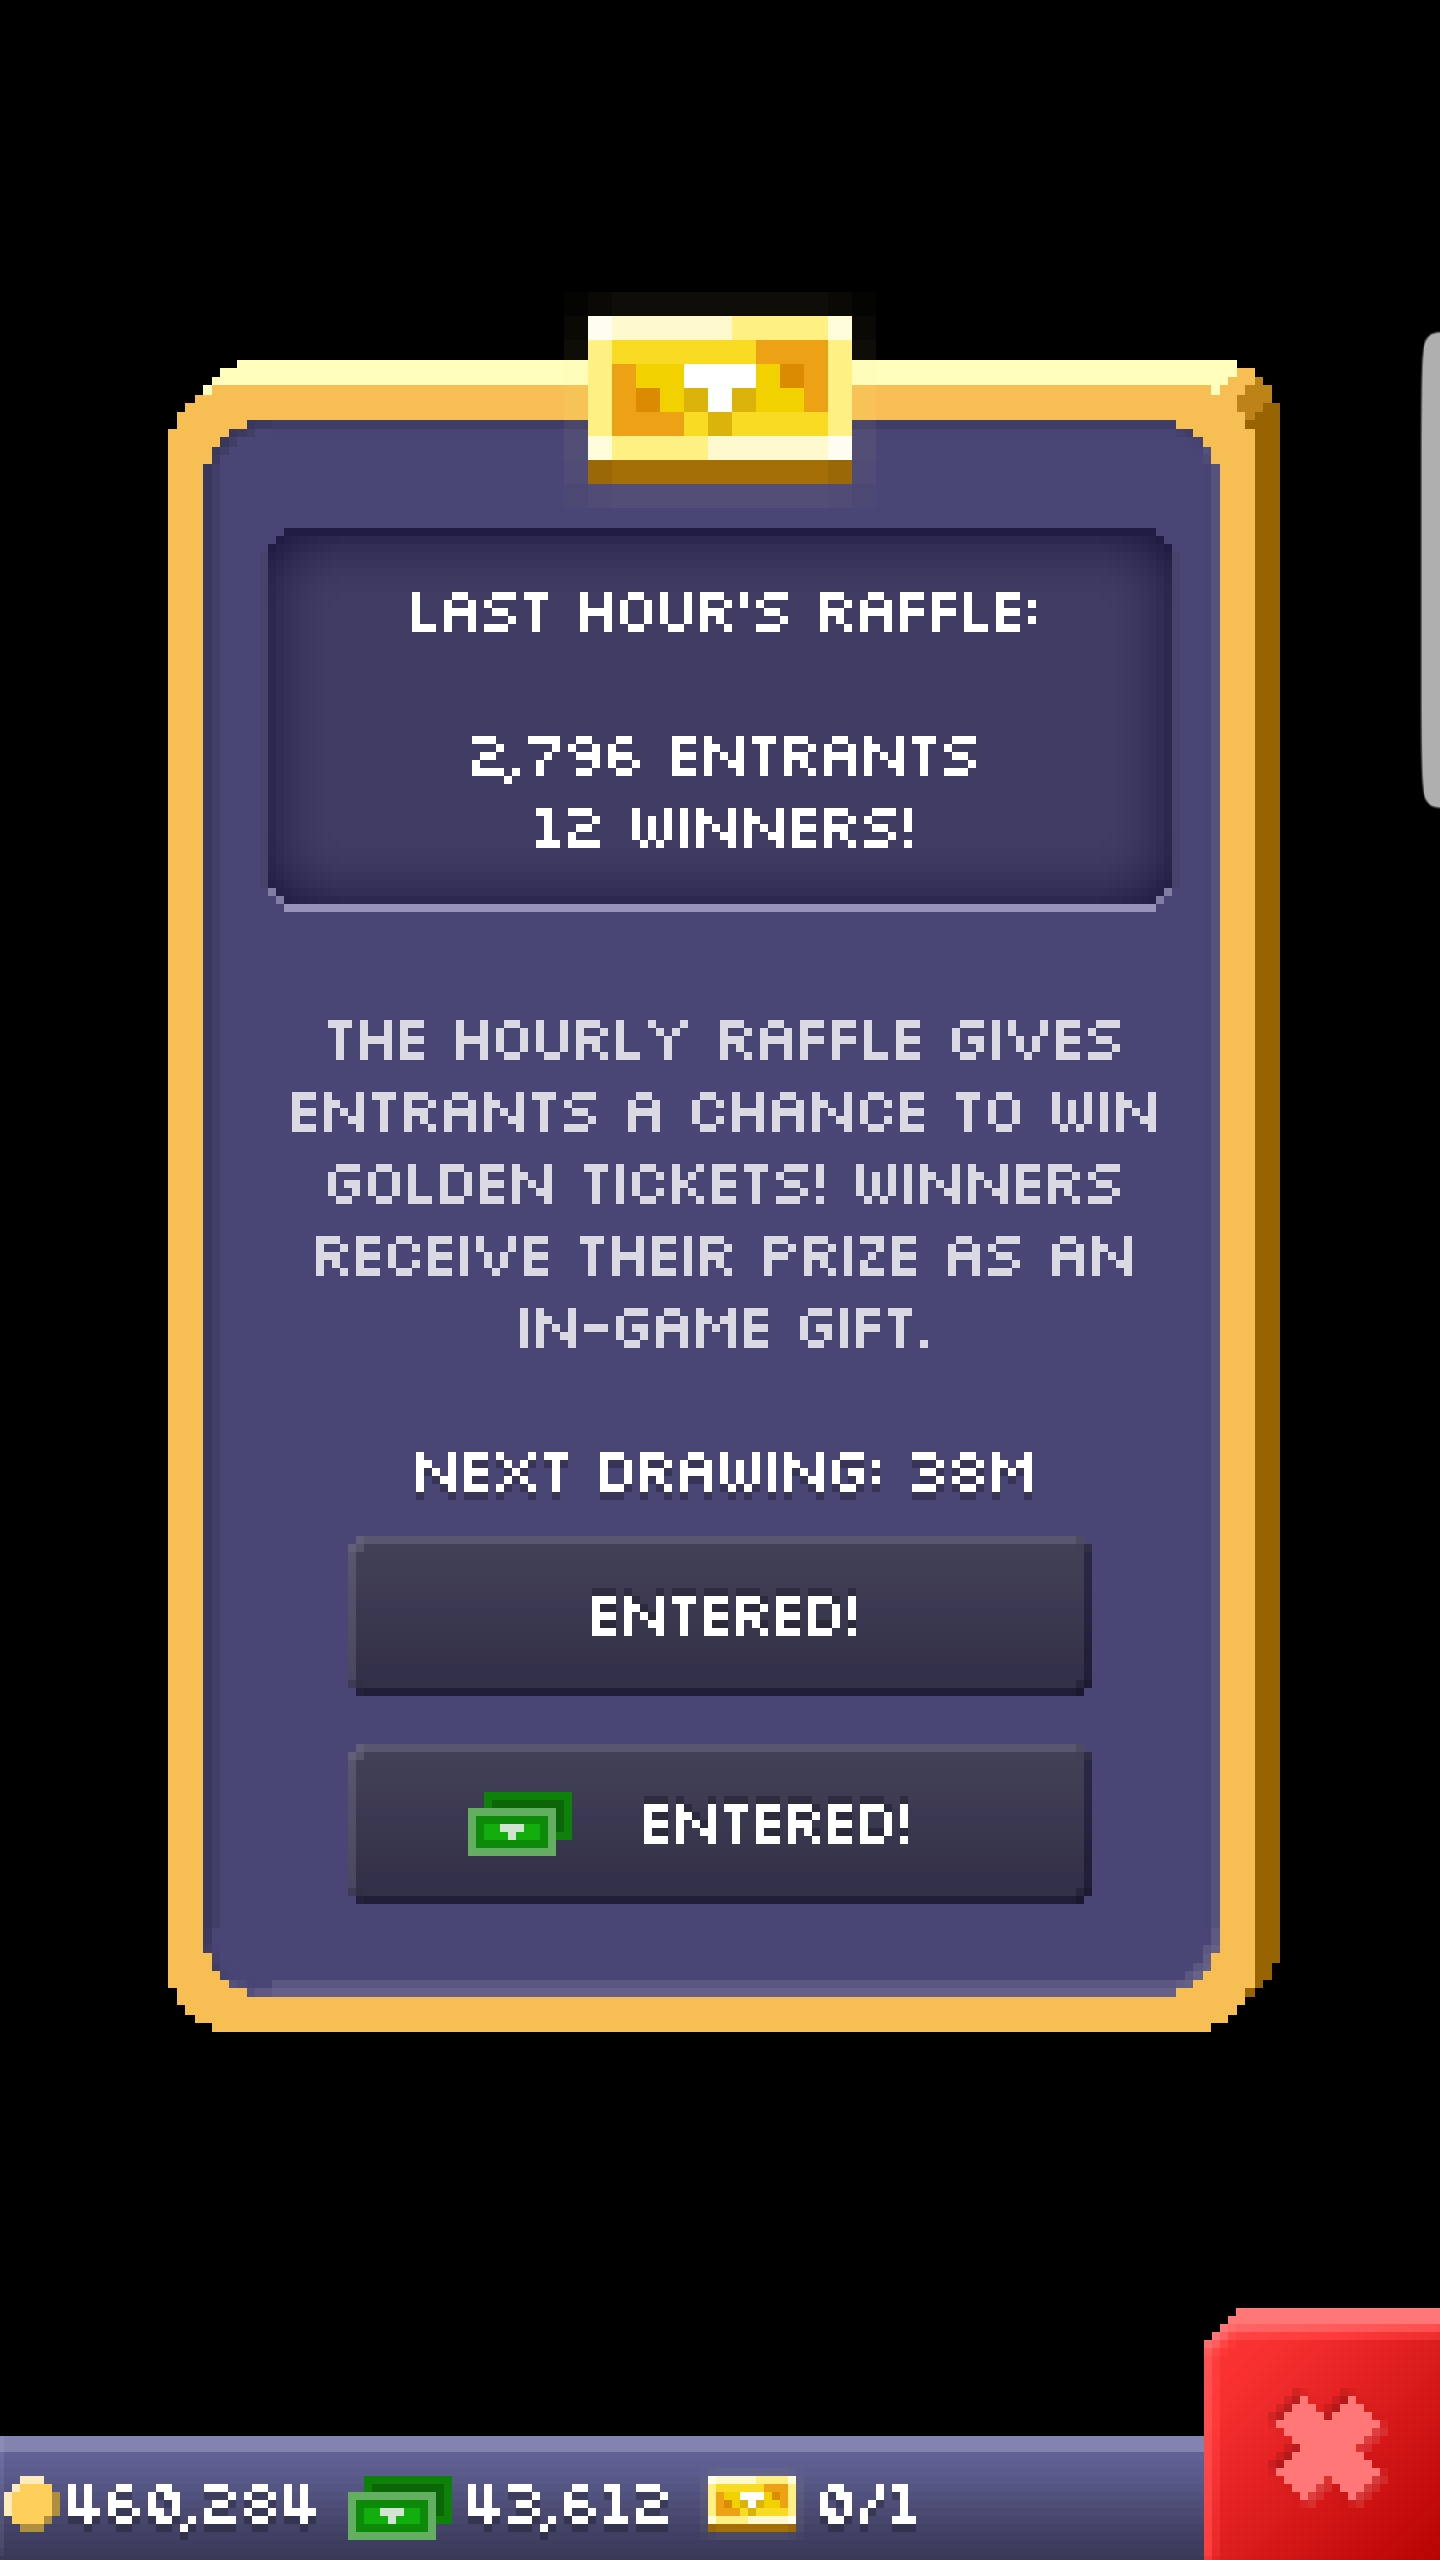 LAST HOUR'S RAFFLE:
2,796 ENTRANTS
12 WINNERS!
THE HOURLY RAFFLE GIVES
ENTRANTS A CHANCE TO WIN
GOLDEN TICKETS! WINNERS
RECEIVE THEIR PRIZE AS AN
IN-GAME GIFT.
NEXT DRAWING: 38M
ENTERED!
ENTERED!
460,284 43,612 0/1